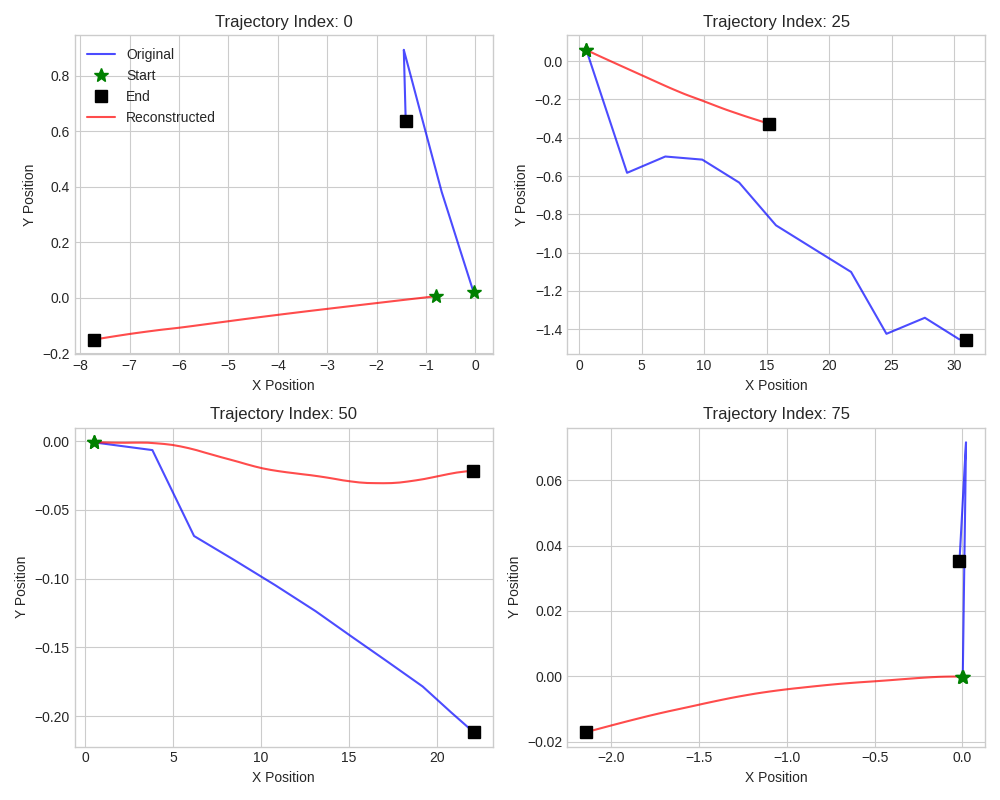 Trajectory Index: 0
Original
Start
End
Reconstructed
0.8
0.6
0.4
0.2
0.0
−0.2
Y Position
−8 −7 −6 −5 −4 −3 −2 −1 0
X Position
Trajectory Index: 25
0.0
−0.2
−0.4
−0.6
−0.8
−1.0
−1.2
−1.4
Y Position
0 5 10 15 20 25 30
X Position
Trajectory Index: 50
0.00
−0.05
−0.10
−0.15
−0.20
Y Position
0 5 10 15 20
X Position
Trajectory Index: 75
0.06
0.04
0.02
0.00
−0.02
Y Position
−2.0 −1.5 −1.0 −0.5 0.0
X Position